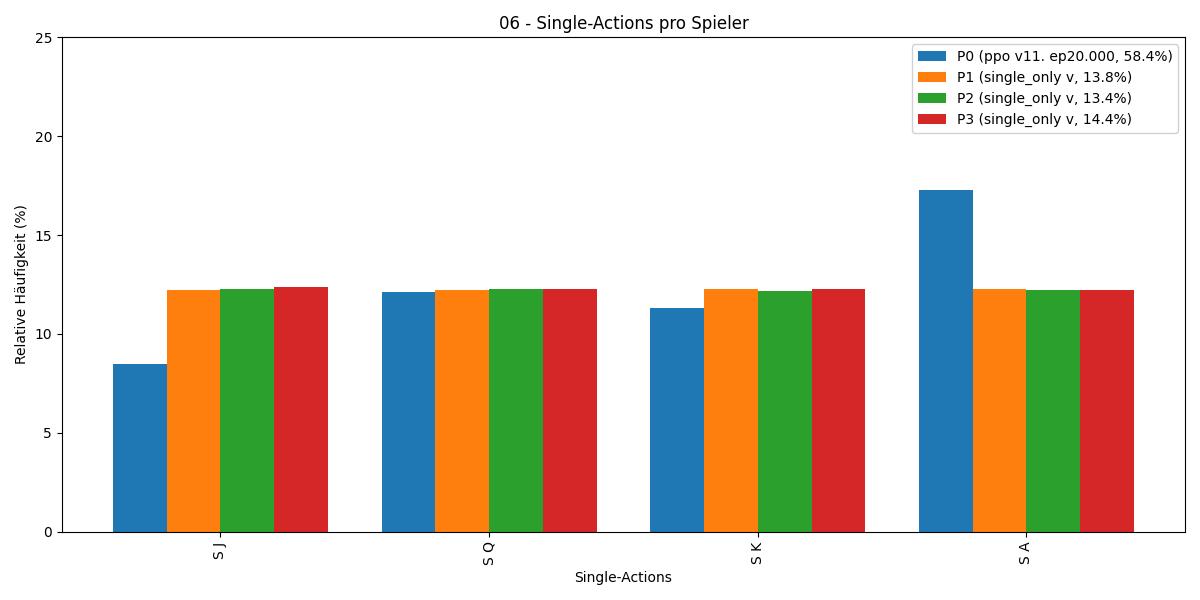 06 - Single-Actions pro Spieler
Relative Häufigkeit (%)
25
20
15
10
5
0
P0 (ppo v11. ep20.000, 58.4%)
P1 (single_only v, 13.8%)
P2 (single_only v, 13.4%)
P3 (single_only v, 14.4%)
S J
S Q
S K
S A
Single-Actions